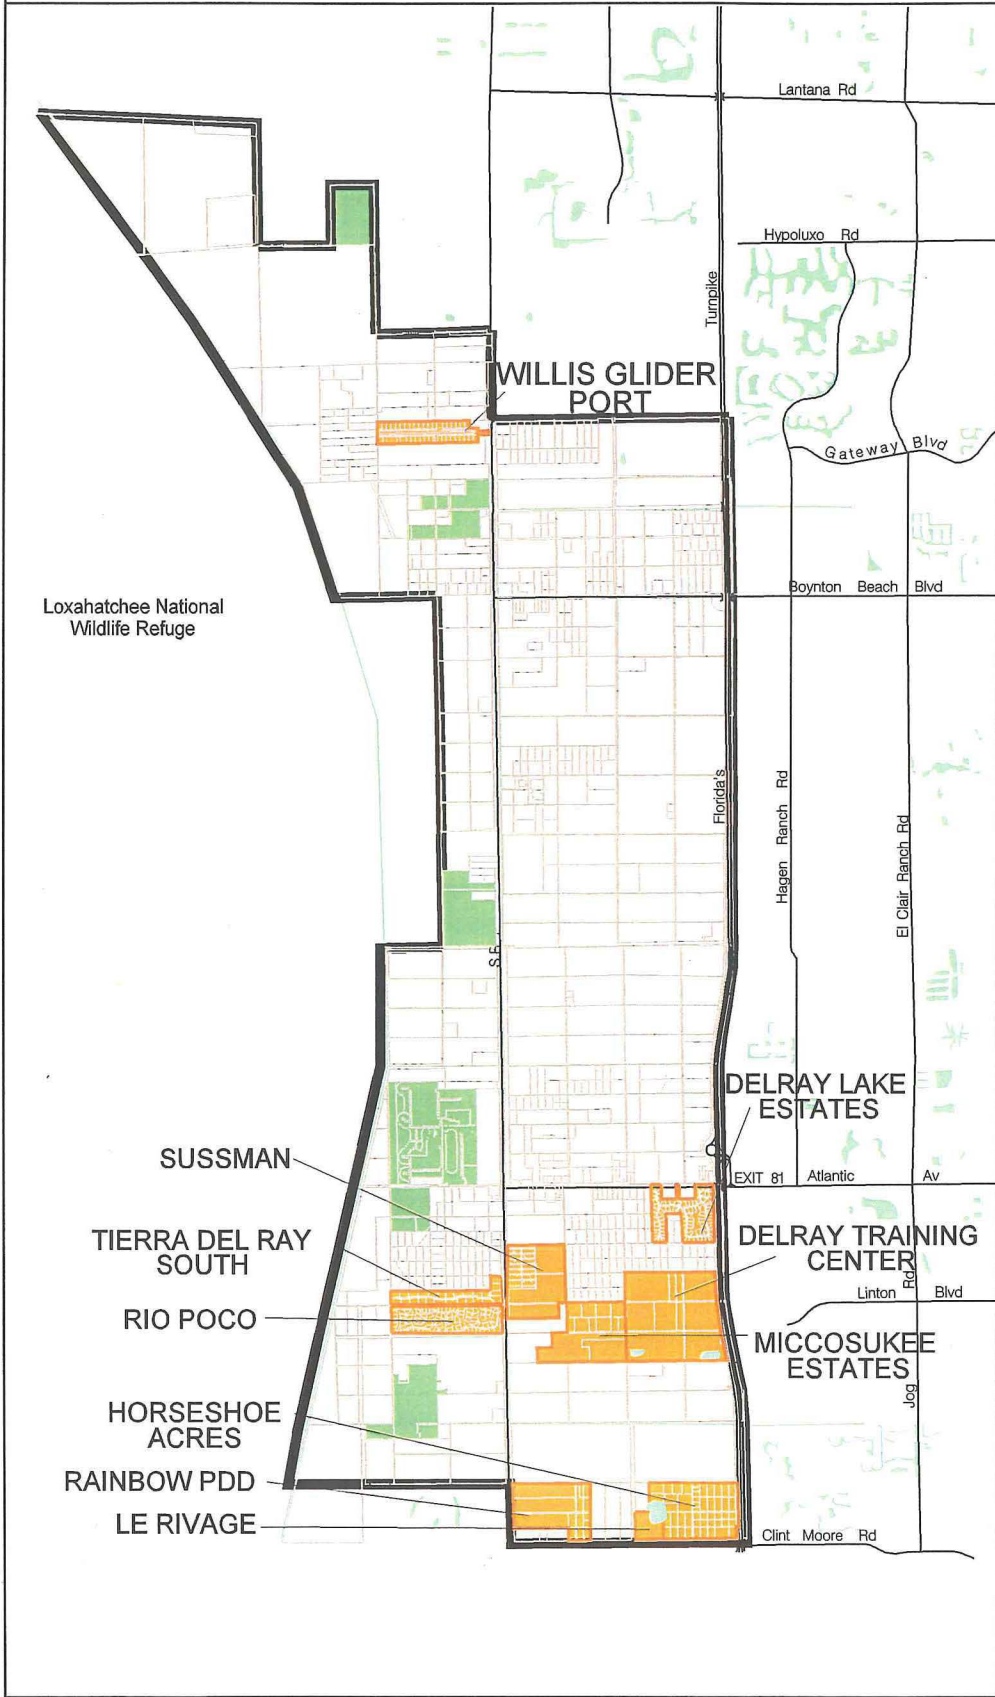 Lantana Rd
Hypoluxo Rd
Turnpike
WILLIS GLIDER
PORT
Gateway Blvd
Boynton Beach Blvd
Loxahatchee National
Wildlife Refuge
Florida's
Hagen Ranch Rd
El Clair Ranch Rd
S.R.
DELRAY LAKE
ESTATES
SUSSMAN
EXIT 81 Atlantic Av
TIERRA DEL RAY
SOUTH
DELRAY TRAINING
CENTER
RIO POCO
Linton Blvd
MICCOSUKEE
ESTATES
Jog Rd
HORSESHOE
ACRES
RAINBOW PDD
LE RIVAGE
Clint Moore Rd